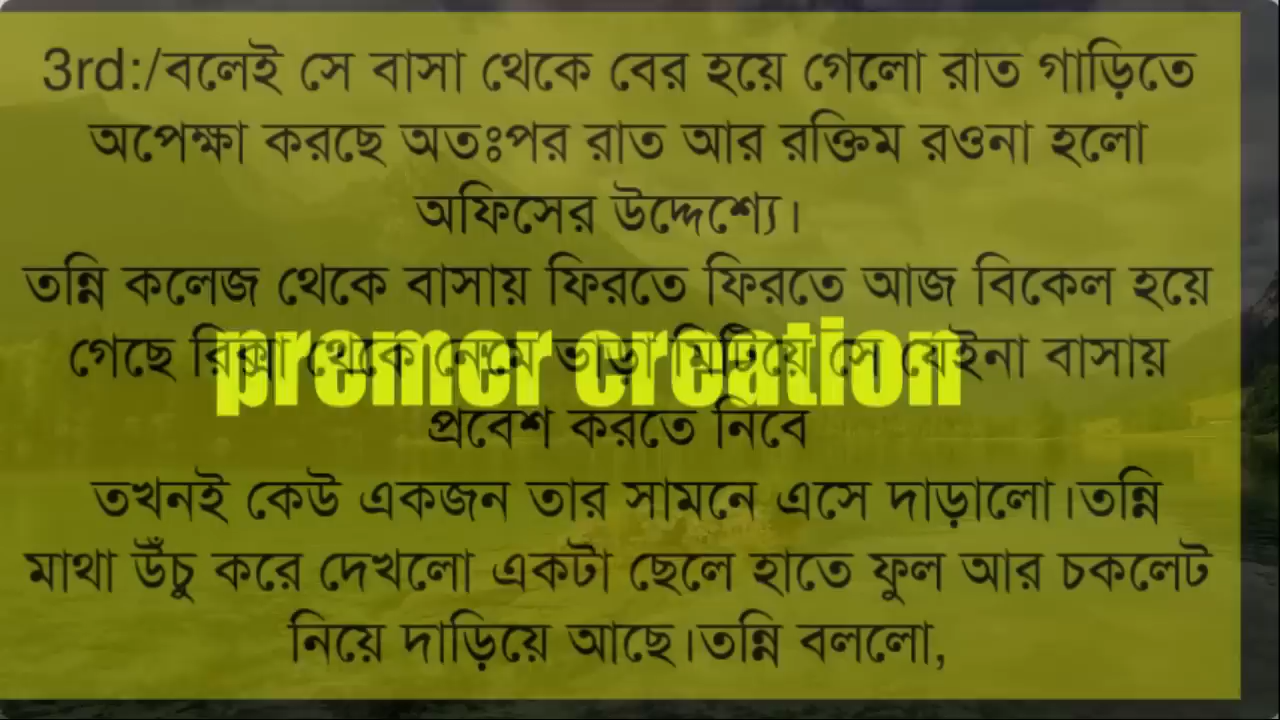 3rd:/বলেই সে বাসা থেকে বের হয়ে গেলো রাত গাড়িতে
অপেক্ষা করছে অতঃপর রাত আর রক্তিম রওনা হলো
অফিসের উদ্দেশ্যে।
তন্নি কলেজ থেকে বাসায় ফিরতে ফিরতে আজ বিকেল হয়ে
গেছে রিক্সা থেকে নেমে ভাড়া মিটিয়ে সে যেইনা বাসায়
premer creation
প্রবেশ করতে নিবে
তখনই কেউ একজন তার সামনে এসে দাড়ালো।তন্নি
মাথা উঁচু করে দেখলো একটা ছেলে হাতে ফুল আর চকলেট
নিয়ে দাড়িয়ে আছে।তন্নি বললো,